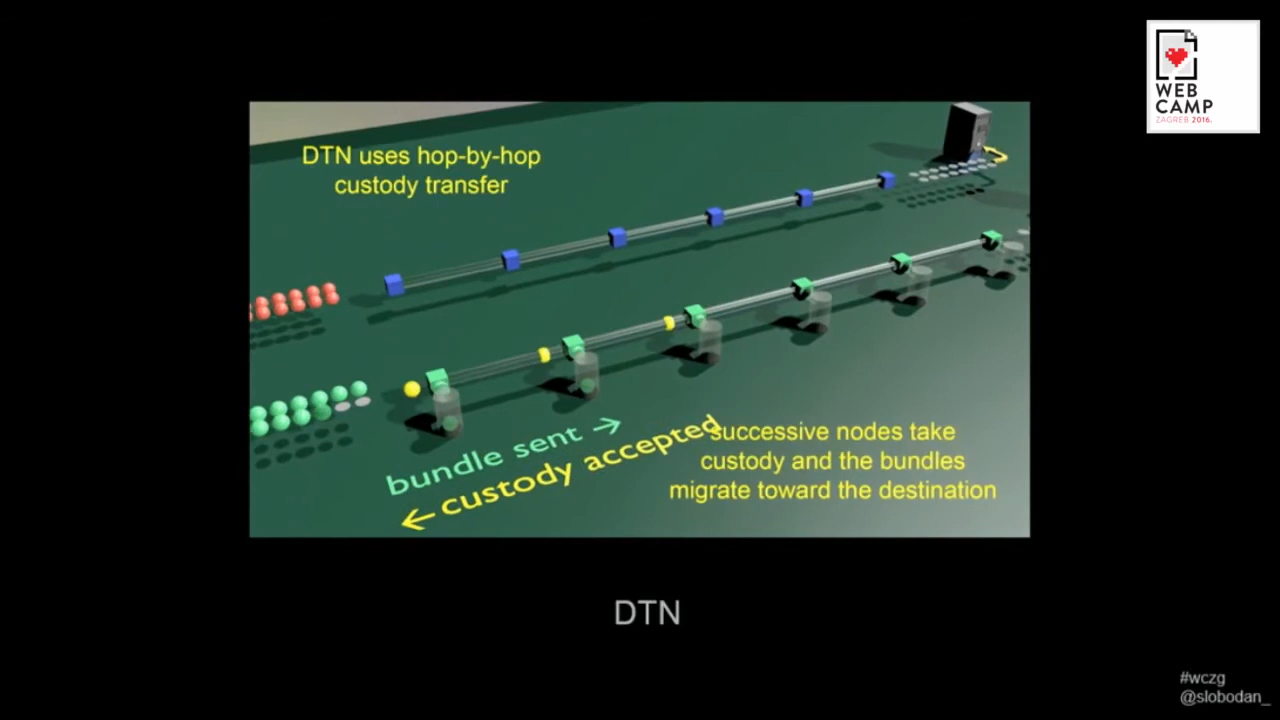 WEB
CAMP
ZAGREB 2016.
DTN uses hop-by-hop
custody transfer
bundle sent →
← custody accepted
successive nodes take
custody and the bundles
migrate toward the destination
DTN
#wczg
@slobodan_